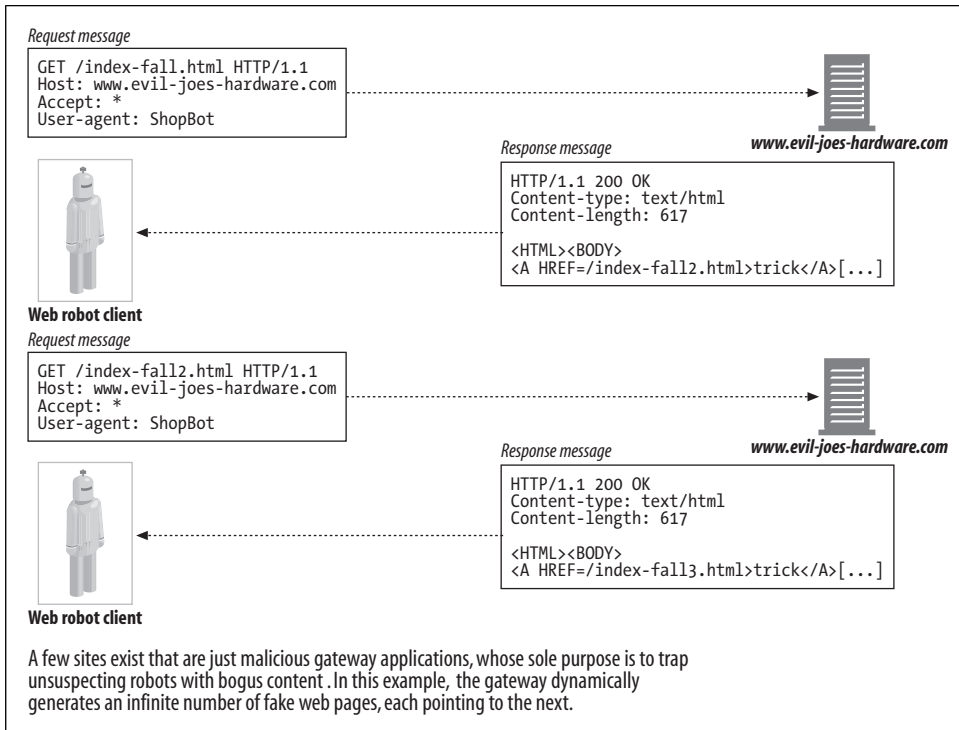 Request message
GET /index-fall.html HTTP/1.1
Host: www.evil-joes-hardware.com
Accept: *
User-agent: ShopBot
www.evil-joes-hardware.com
Response message
HTTP/1.1 200 OK
Content-type: text/html
Content-length: 617
<HTML><BODY>
<A HREF=/index-fall2.html>trick</A>[...]
Web robot client
Request message
GET /index-fall2.html HTTP/1.1
Host: www.evil-joes-hardware.com
Accept: *
User-agent: ShopBot
www.evil-joes-hardware.com
Response message
HTTP/1.1 200 OK
Content-type: text/html
Content-length: 617
<HTML><BODY>
<A HREF=/index-fall3.html>trick</A>[...]
Web robot client
A few sites exist that are just malicious gateway applications, whose sole purpose is to trap
unsuspecting robots with bogus content . In this example, the gateway dynamically
generates an infinite number of fake web pages, each pointing to the next.